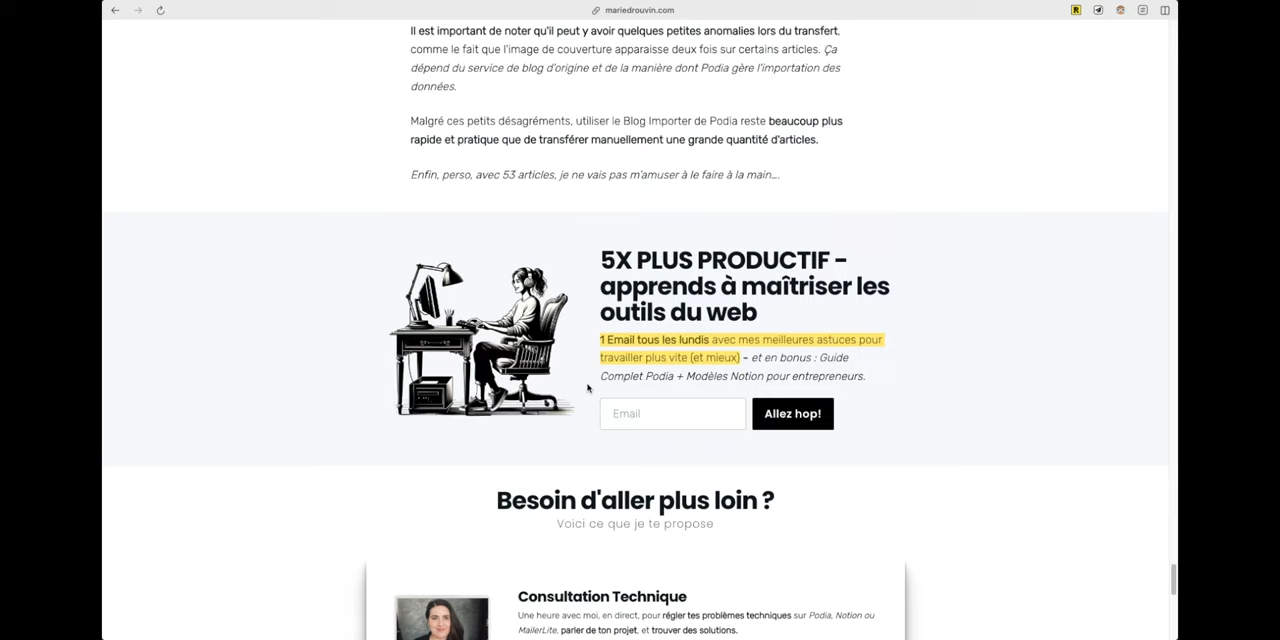 mariedrouvin.com
Il est important de noter qu'il peut y avoir quelques petites anomalies lors du transfert,
comme le fait que l'image de couverture apparaisse deux fois sur certains articles. Ça
dépend du service de blog d'origine et de la manière dont Podia gère l'importation des
données.
Malgré ces petits désagréments, utiliser le Blog Importer de Podia reste beaucoup plus
rapide et pratique que de transférer manuellement une grande quantité d'articles.
Enfin, perso, avec 53 articles, je ne vais pas m'amuser à le faire à la main....
5X PLUS PRODUCTIF -
apprends à maîtriser les
outils du web
1 Email tous les lundis avec mes meilleures astuces pour
travailler plus vite (et mieux) - et en bonus : Guide
Complet Podia + Modèles Notion pour entrepreneurs.
Email
Allez hop!
Besoin d'aller plus loin ?
Voici ce que je te propose
Consultation Technique
Une heure avec moi, en direct, pour régler tes problèmes techniques sur Podia, Notion ou
MailerLite, parler de ton projet, et trouver des solutions.